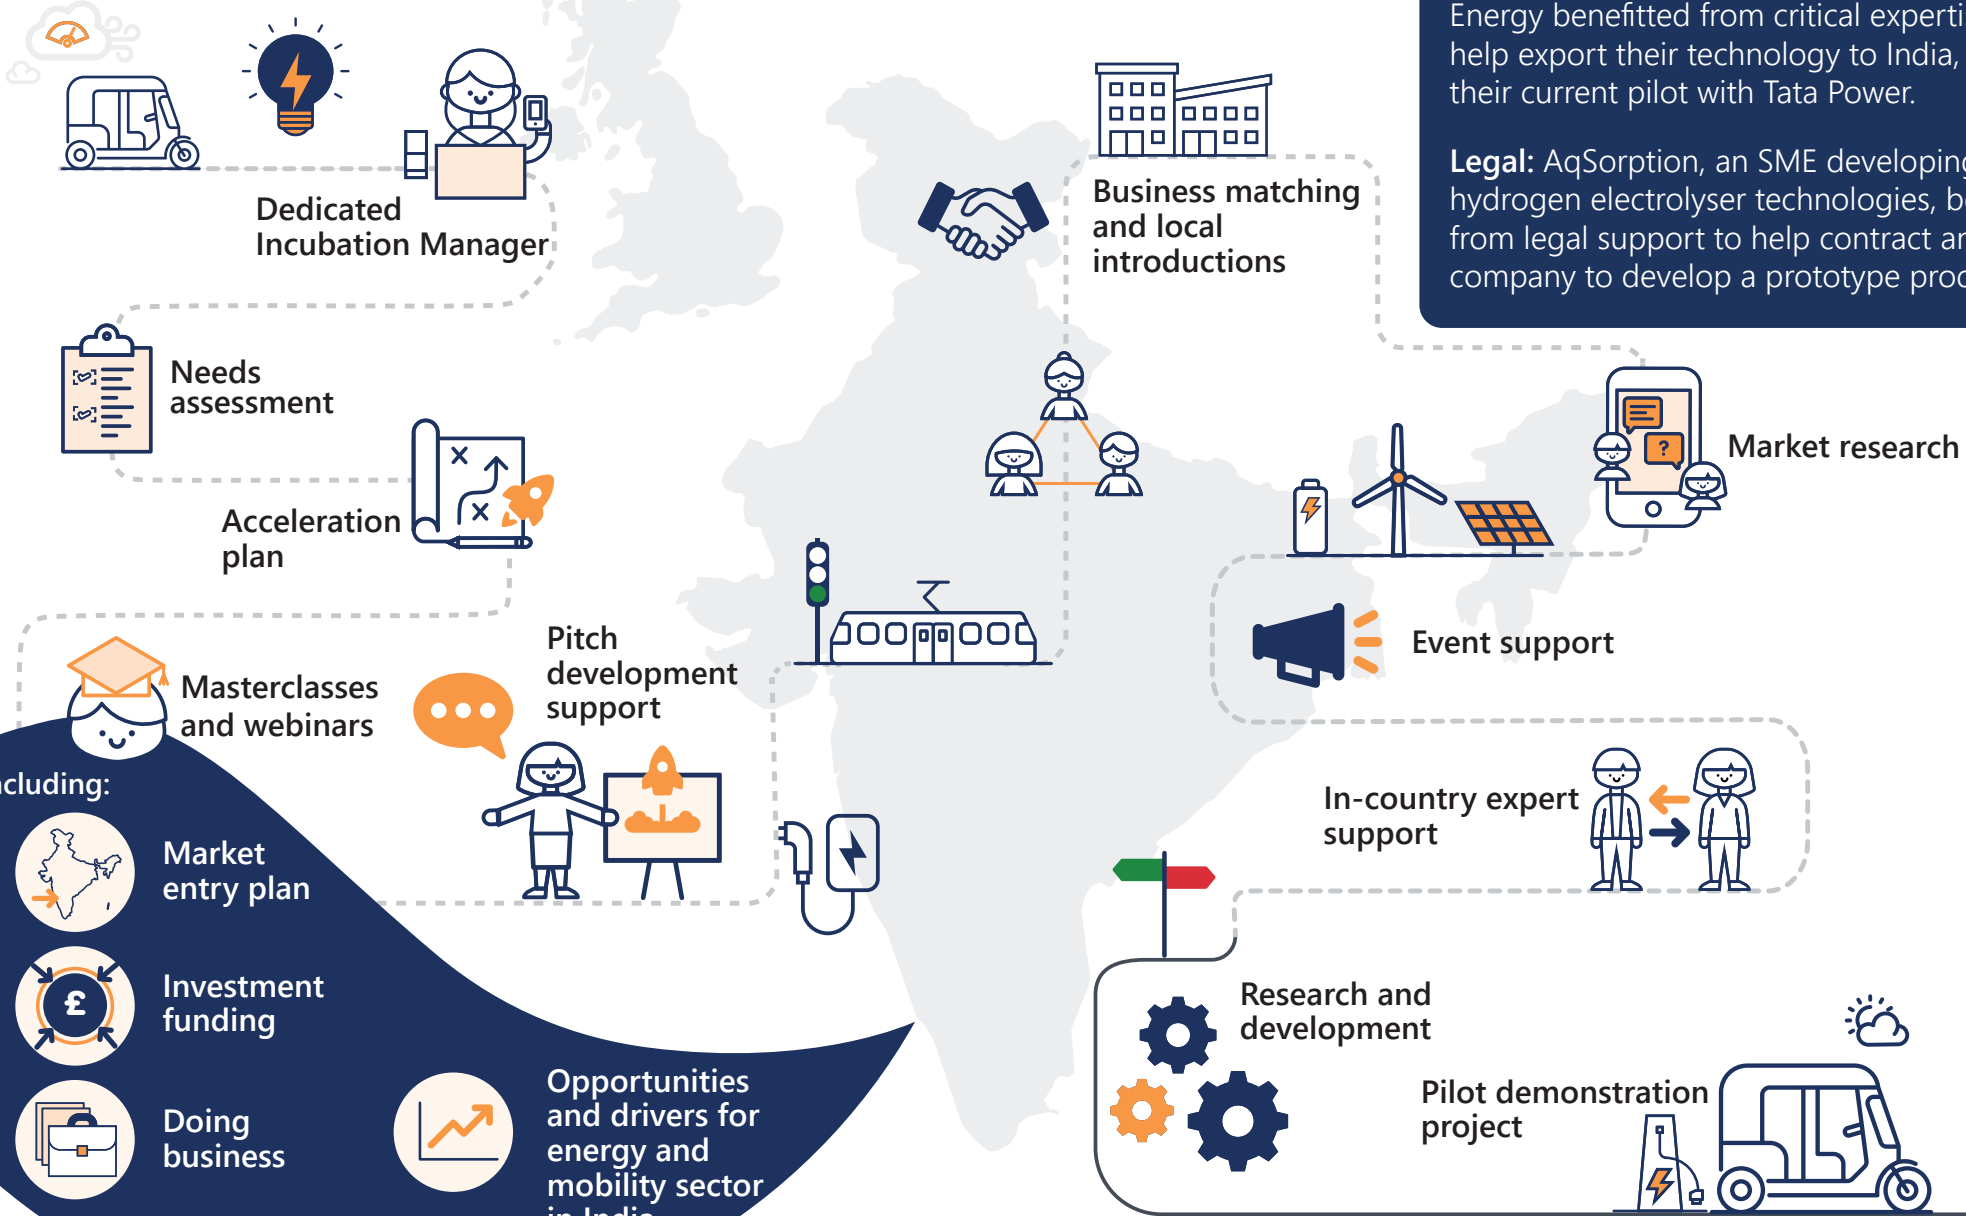 Dedicated
Incubation Manager
Needs
assessment
Acceleration
plan
Masterclasses
and webinars
including:
Market
entry plan
£
Investment
funding
Doing
business
Opportunities
and drivers for
energy and
mobility sector
in India
Pitch
development
support
Business matching
and local
introductions
Energy benefitted from critical
help export their technology to India,
their current pilot with Tata Power.
Legal: AqSorption, an SME developing
hydrogen electrolyser technologies,
from legal support to help contract
company to develop a prototype
?
Market research
Event support
In-country expert
support
Research and
development
Pilot demonstration
project